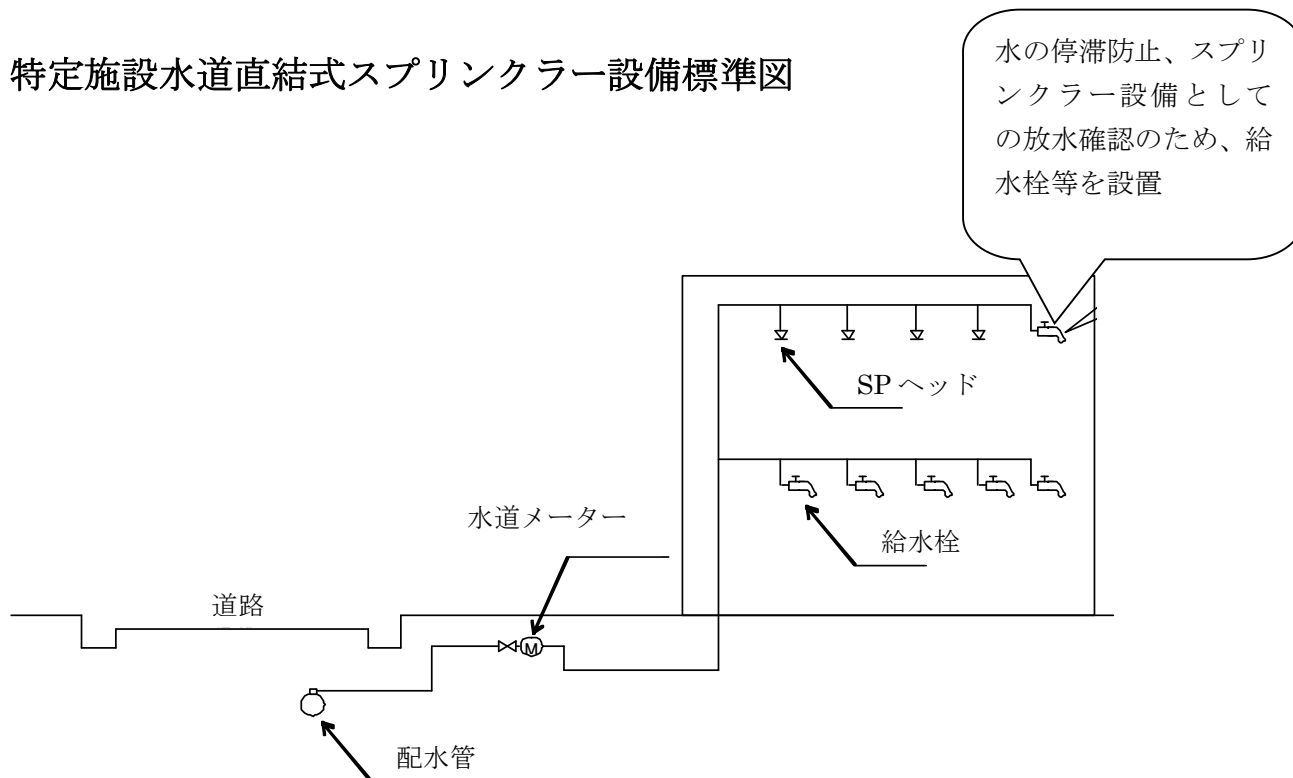 特定施設水道直結式スプリンクラー設備標準図
水の停滞防止、スプリ
ンクラー設備として
の放水確認のため、給
水栓等を設置
SPヘッド
水道メーター
給水栓
道路
M
配水管